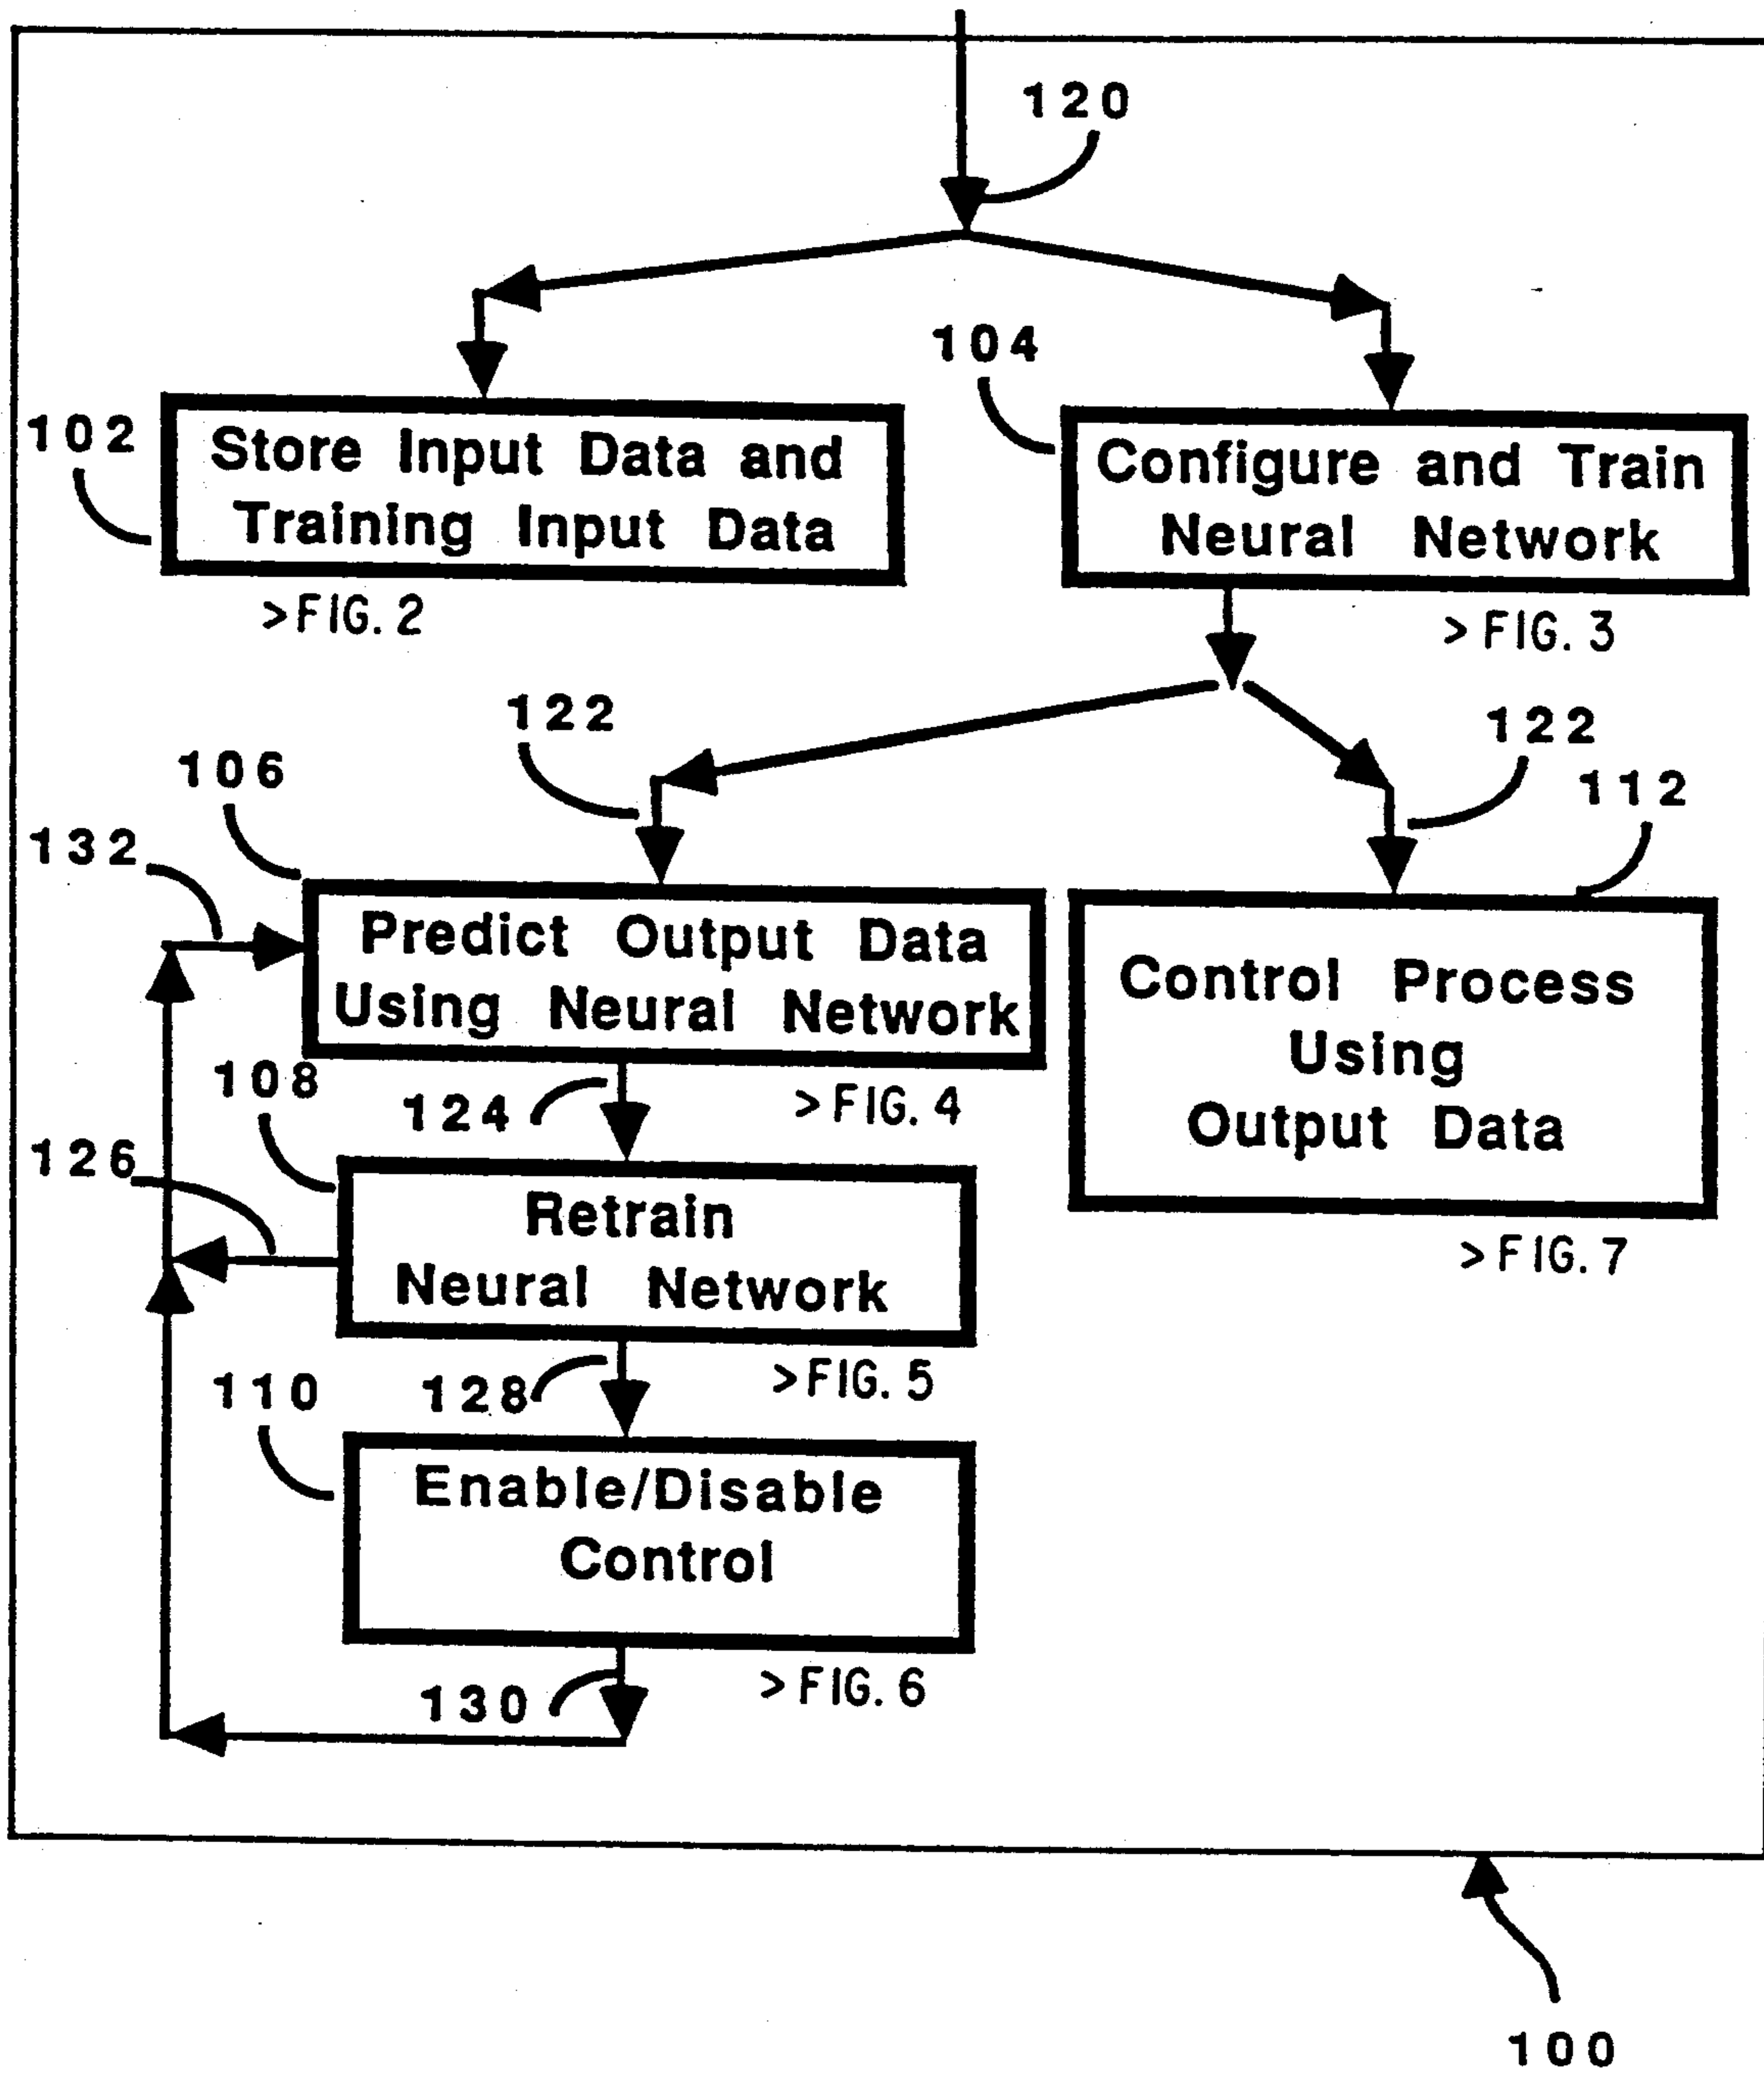 120
104
102
Store Input Data and
Training Input Data
Configure and Train
Neural Network
>FIG. 2
> FIG. 3
122
122
106
112
132
Predict Output Data
Using Neural Network
Control Process
Using
Output Data
108
124
>FIG. 4
126
Retrain
Neural Network
>FIG. 7
110
128
>FIG. 5
Enable/Disable
Control
130
>FIG. 6
100